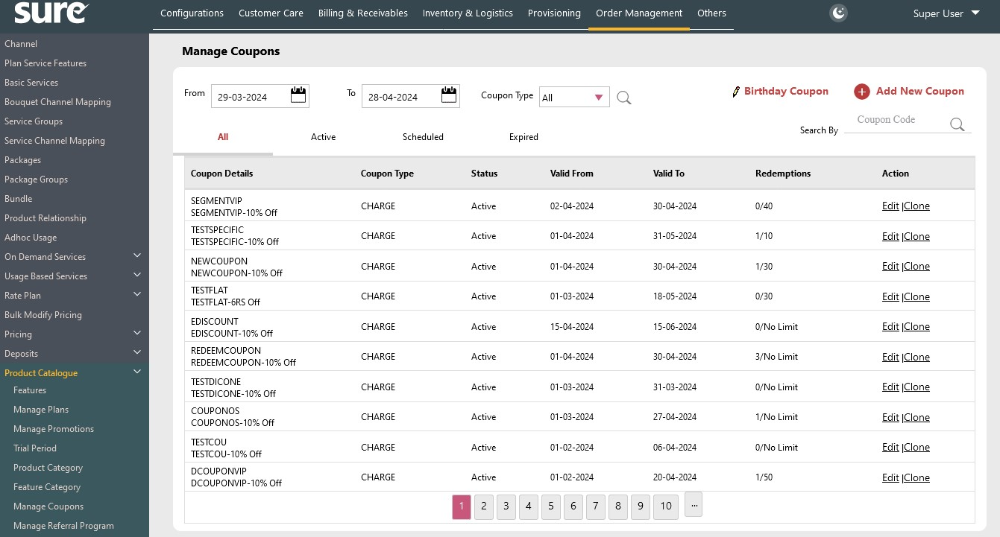 sure
Configurations
Customer Care
Billing & Receivables
Inventory & Logistics
Provisioning
Order Management
Others
Super User
Channel
Plan Service Features
Basic Services
Bouquet Channel Mapping
Service Groups
Service Channel Mapping
Packages
Package Groups
Bundle
Product Relationship
Adhoc Usage
On Demand Services
Usage Based Services
Rate Plan
Bulk Modify Pricing
Pricing
Deposits
Product Catalogue
Features
Manage Plans
Manage Promotions
Trial Period
Product Category
Feature Category
Manage Coupons
Manage Referral Program
Manage Coupons
From 29-03-2024 To 28-04-2024 Coupon Type All
Birthday Coupon
Add New Coupon
Search By Coupon Code
All Active Scheduled Expired
Coupon Details Coupon Type Status Valid From Valid To Redemptions Action
SEGMENTVIP
SEGMENTVIP-10% Off CHARGE Active 02-04-2024 30-04-2024 0/40 Edit |Clone
TESTSPECIFIC
TESTSPECIFIC-10% Off CHARGE Active 01-04-2024 31-05-2024 1/10 Edit |Clone
NEWCOUPON
NEWCOUPON-10% Off CHARGE Active 01-04-2024 30-04-2024 1/30 Edit |Clone
TESTFLAT
TESTFLAT-6RS Off CHARGE Active 01-03-2024 18-05-2024 0/30 Edit |Clone
EDISCOUNT
EDISCOUNT-10% Off CHARGE Active 15-04-2024 15-06-2024 0/No Limit Edit |Clone
REDEEMCOUPON
REDEEMCOUPON-10% Off CHARGE Active 01-04-2024 30-04-2024 3/No Limit Edit |Clone
TESTDICONE
TESTDICONE-10% Off CHARGE Active 01-03-2024 31-03-2024 0/No Limit Edit |Clone
COUPONOS
COUPONOS-10% Off CHARGE Active 01-03-2024 27-04-2024 1/No Limit Edit |Clone
TESTCOU
TESTCOU-10% Off CHARGE Active 01-02-2024 06-04-2024 0/No Limit Edit |Clone
DCOUPONVIP
DCOUPONVIP-10% Off CHARGE Active 01-02-2024 20-04-2024 1/50 Edit |Clone
1 2 3 4 5 6 7 8 9 10 ...